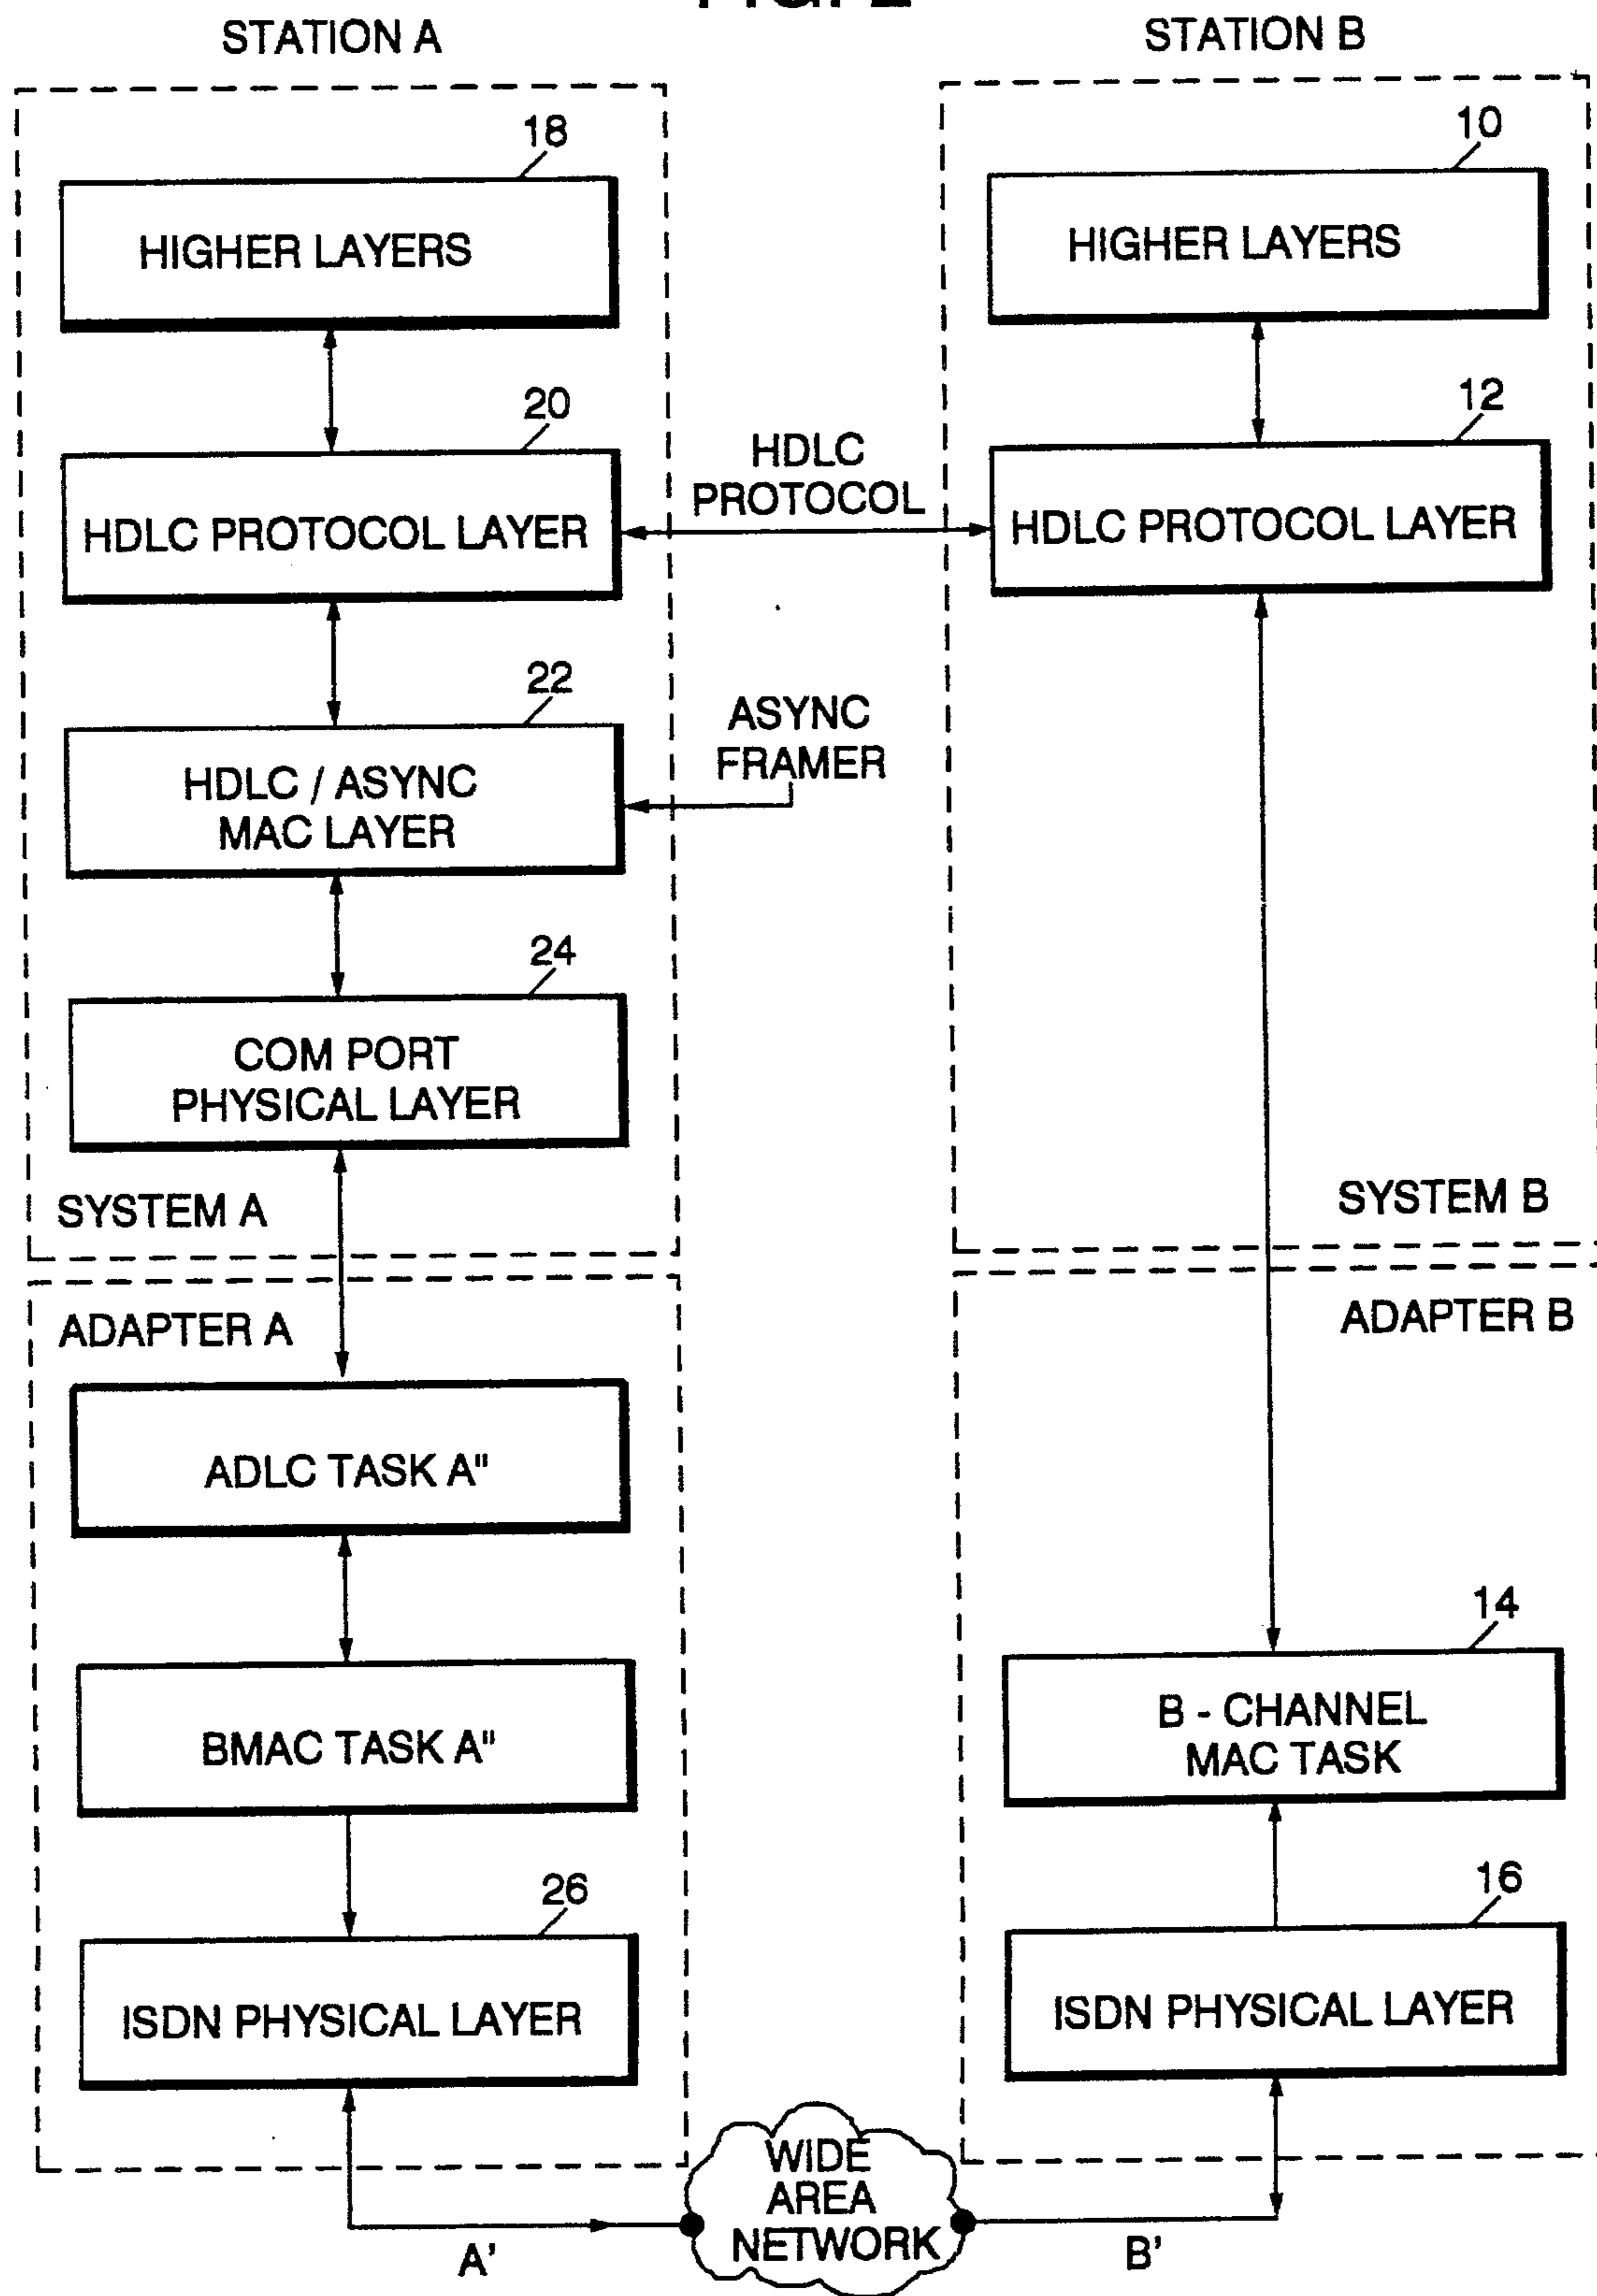 STATION A
STATION B
18
HIGHER LAYERS
10
HIGHER LAYERS
20
HDLC PROTOCOL LAYER
HDLC
PROTOCOL
12
HDLC PROTOCOL LAYER
22
HDLC / ASYNC
MAC LAYER
ASYNC
FRAMER
24
COM PORT
PHYSICAL LAYER
SYSTEM A
SYSTEM B
ADAPTER A
ADAPTER B
ADLC TASK A"
BMAC TASK A"
14
B - CHANNEL
MAC TASK
26
ISDN PHYSICAL LAYER
16
ISDN PHYSICAL LAYER
WIDE
AREA
NETWORK
A'
B'